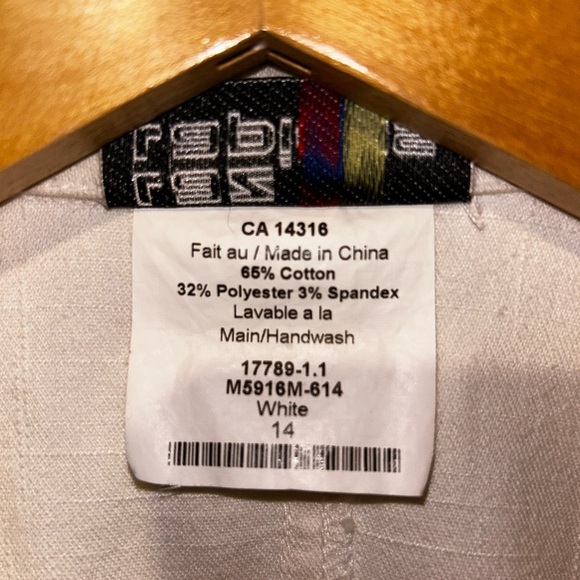 CA 14316
Fait au / Made in China
65% Cotton
32% Polyester 3% Spandex
Lavable a la
Main/Handwash
17789-1.1
M5916M-614
White
14